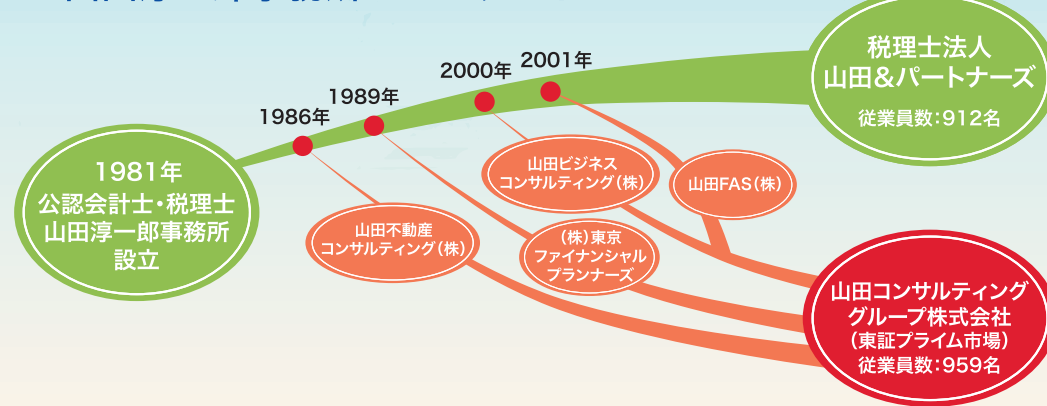 1981年
公認会計士・税理士
山田淳一郎事務所
設立
1986年
1989年
2000年
2001年
山田不動産
コンサルティング(株)
(株)東京
ファイナンシャル
プランナーズ
山田ビジネス
コンサルティング(株)
山田FAS(株)
税理士法人
山田&パートナーズ
従業員数:912名
山田コンサルティング
グループ株式会社
(東証プライム市場)
従業員数:959名